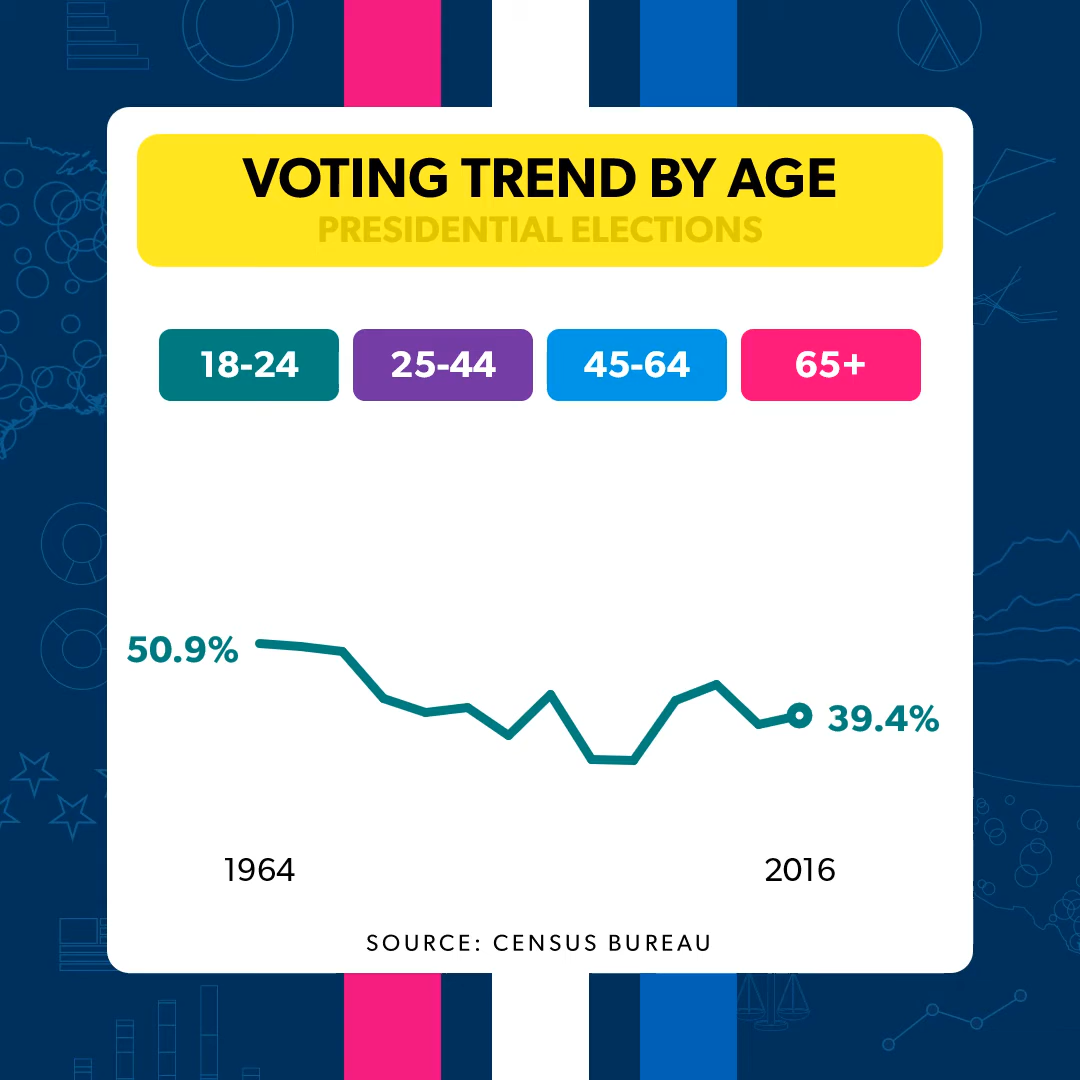 VOTING TREND BY AGE
PRESIDENTIAL ELECTIONS
18-24 25-44 45-64 65+
50.9%
39.4%
1964 2016
SOURCE: CENSUS BUREAU